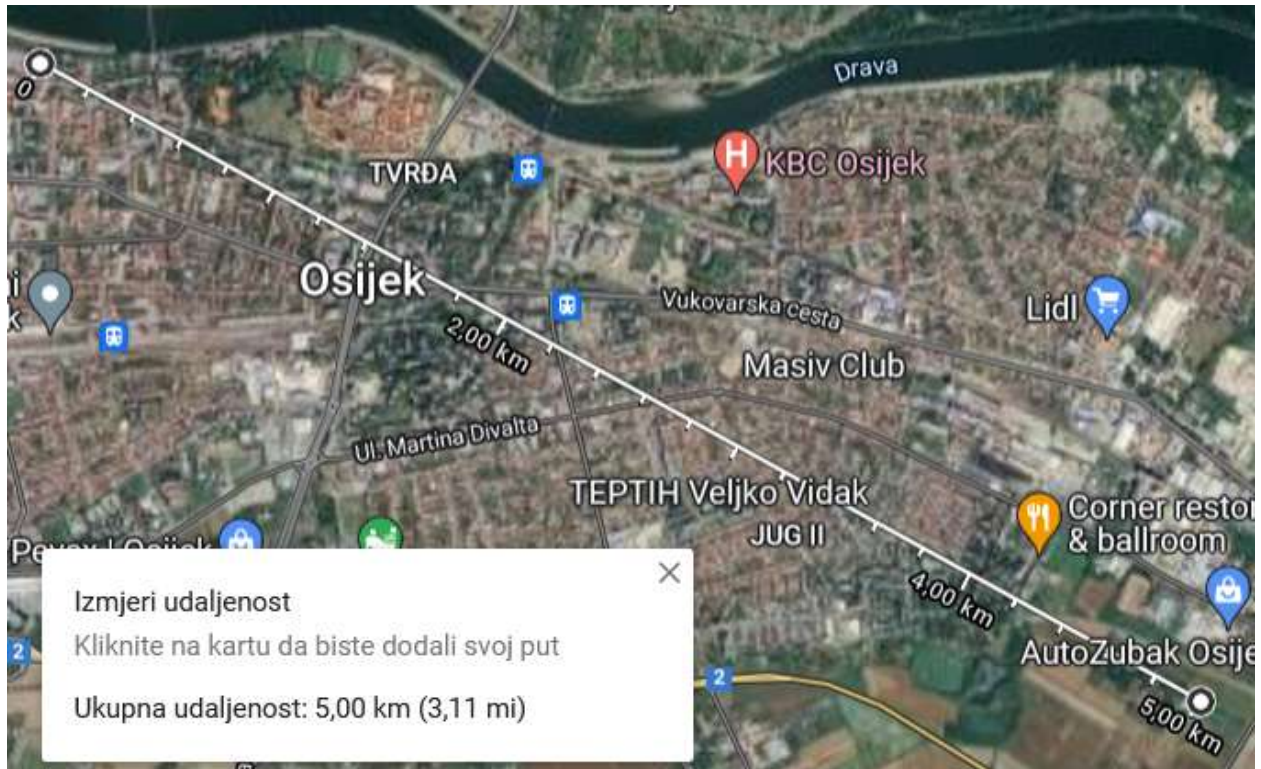 Drava
0
TVRĐA
KBC Osijek
Osijek
Vukovarska cesta
Lidl
2,00 km
Masiv Club
Ul. Martina Divalta
TEPTIH Veljko Vidak
JUG II
Corner restor
& ballroom
4,00 km
AutoZubak Osije
5,00 km
2
2
Izmjeri udaljenost
Kliknite na kartu da biste dodali svoj put
Ukupna udaljenost: 5,00 km (3,11 mi)